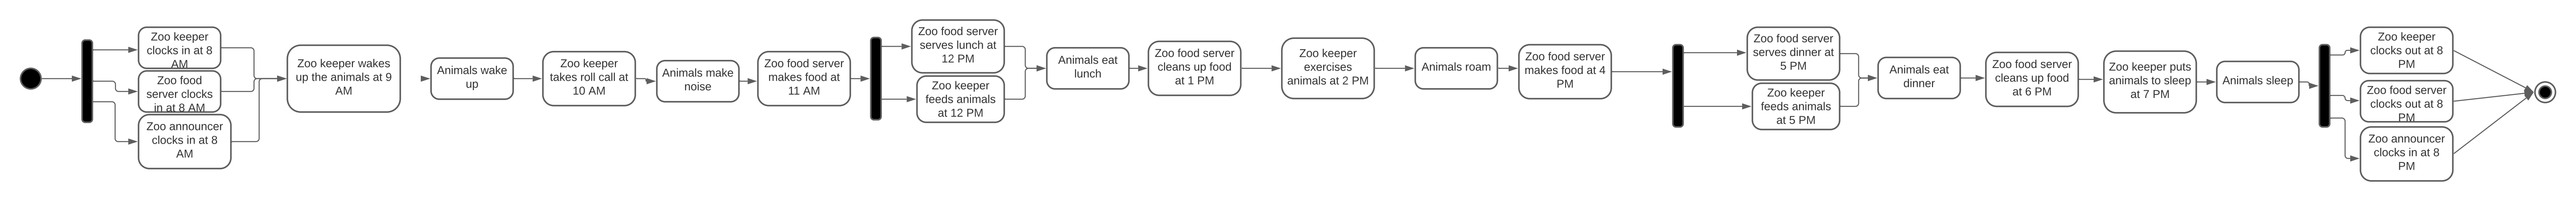 Zoo keeper
clocks in at 8
AM
Zoo food
server clocks
in at 8 AM
Zoo announcer
clocks in at 8
AM
Zoo keeper wakes
up the animals at 9
AM
Animals wake
up
Zoo keeper
takes roll call at
10 AM
Animals make
noise
Zoo food server
makes food at
11 AM
Zoo food server
serves lunch at
12 PM
Zoo keeper
feeds animals
at 12 PM
Animals eat
lunch
Zoo food server
cleans up food
at 1 PM
Zoo keeper
exercises
animals at 2 PM
Animals roam
Zoo food server
makes food at 4
PM
Zoo food server
serves dinner at
5 PM
Zoo keeper
feeds animals
at 5 PM
Animals eat
dinner
Zoo food server
cleans up food
at 6 PM
Zoo keeper puts
animals to sleep
at 7 PM
Animals sleep
Zoo keeper
clocks out at 8
PM
Zoo food server
clocks out at 8
PM
Zoo announcer
clocks in at 8
PM